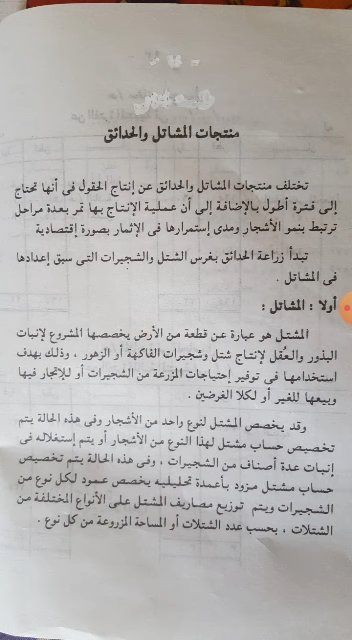 منتجات المشاتل والحدائق
تختلف منتجات المشاتل والحدائق عن إنتاج الحقول فى أنها تحتاج
إلى فترة أطول بالإضافة إلى أن عملية الإنتاج بها تمر بعدة مراحل
ترتبط بنمو الأشجار ومدى إستمرارها فى الإثمار بصورة إقتصادية
تبدأ زراعة الحدائق بغرس الشتل والشجيرات التى سبق إعدادها
فى المشاتل .
أولا : المشاتل :
المشتل هو عبارة عن قطعة من الأرض يخصصها المشروع لإنبات
البذور والعُقل لإنتاج شتل وشجيرات الفاكهة أو الزهور ، وذلك بهدف
استخدامها فى توفير إحتياجات المزرعة من الشجيرات أو للإتجار فيها
وبيعها للغير أو لكلا الغرضين .
وقد يخصص المشتل لنوع واحد من الأشجار وفى هذه الحالة يتم
تخصيص حساب مشتل لهذا النوع من الأشجار أو يتم إستغلاله فى
إنبات عدة أصناف من الشجيرات ، وفى هذه الحالة يتم تخصيص
حساب مشتل مزود بأعمدة تحليليه يخصص عمود لكل نوع من
الشجيرات ويتم توزيع مصاريف المشتل على الأنواع المختلفة من
الشتلات ، بحسب عدد الشتلات أو المساحة المزروعة من كل نوع .